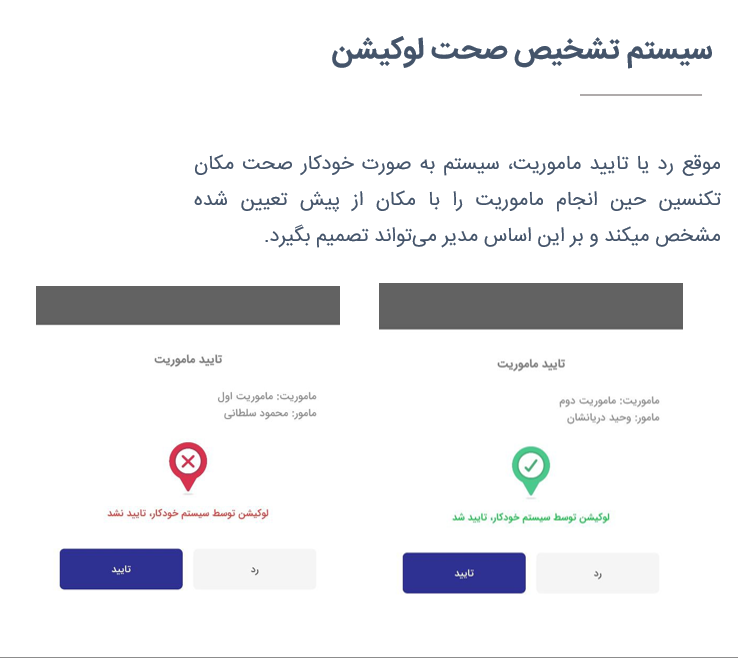 سیستم تشخیص صحت لوکیشن
موقع رد یا تایید ماموریت، سیستم به صورت خودکار صحت مکان
تکنسین حین انجام ماموریت را با مکان از پیش تعیین شده
مشخص میکند و بر این اساس مدیر می‌تواند تصمیم بگیرد.
تایید ماموریت
ماموریت: ماموریت دوم
مامور: وحید دریانشان
لوکیشن توسط سیستم خودکار، تایید شد
رد
تایید
تایید ماموریت
ماموریت: ماموریت اول
مامور: محمود سلطانی
لوکیشن توسط سیستم خودکار، تایید نشد
رد
تایید